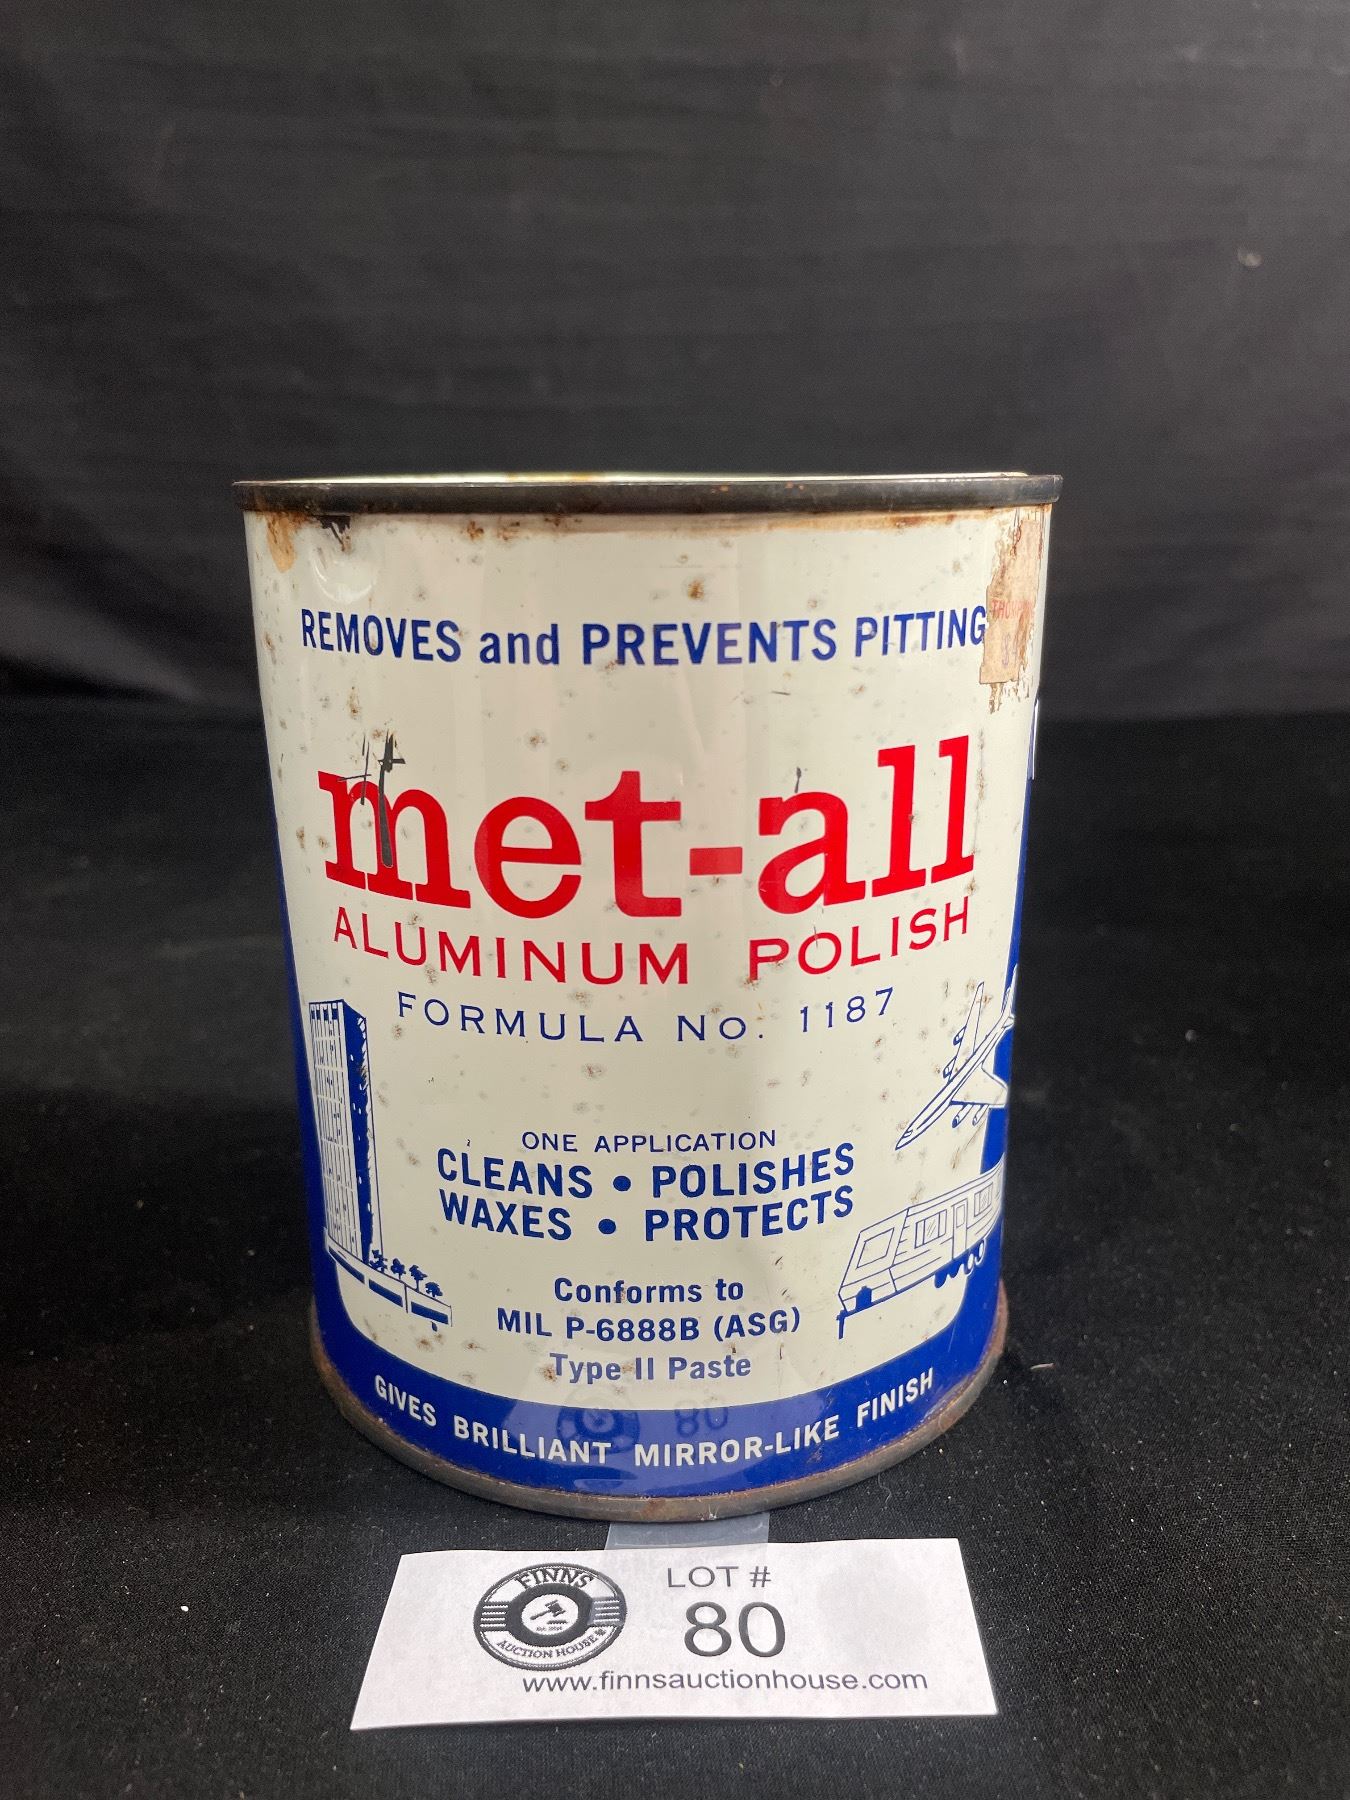 REMOVES and PREVENTS PITTING
met-all
ALUMINUM POLISH
FORMULA No. 1187
ONE APPLICATION
CLEANS • POLISHES
WAXES • PROTECTS
Conforms to
MIL P-6888B (ASG)
Type II Paste
GIVES BRILLIANT MIRROR-LIKE FINISH
FINNS
AUCTION HOUSE
LOT #
80
www.finnsauctionhouse.com